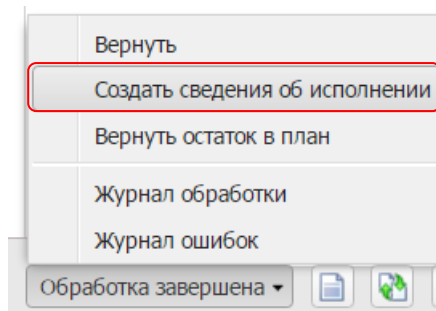 Вернуть
Создать сведения об исполнении
Вернуть остаток в план
Журнал обработки
Журнал ошибок
Обработка завершена